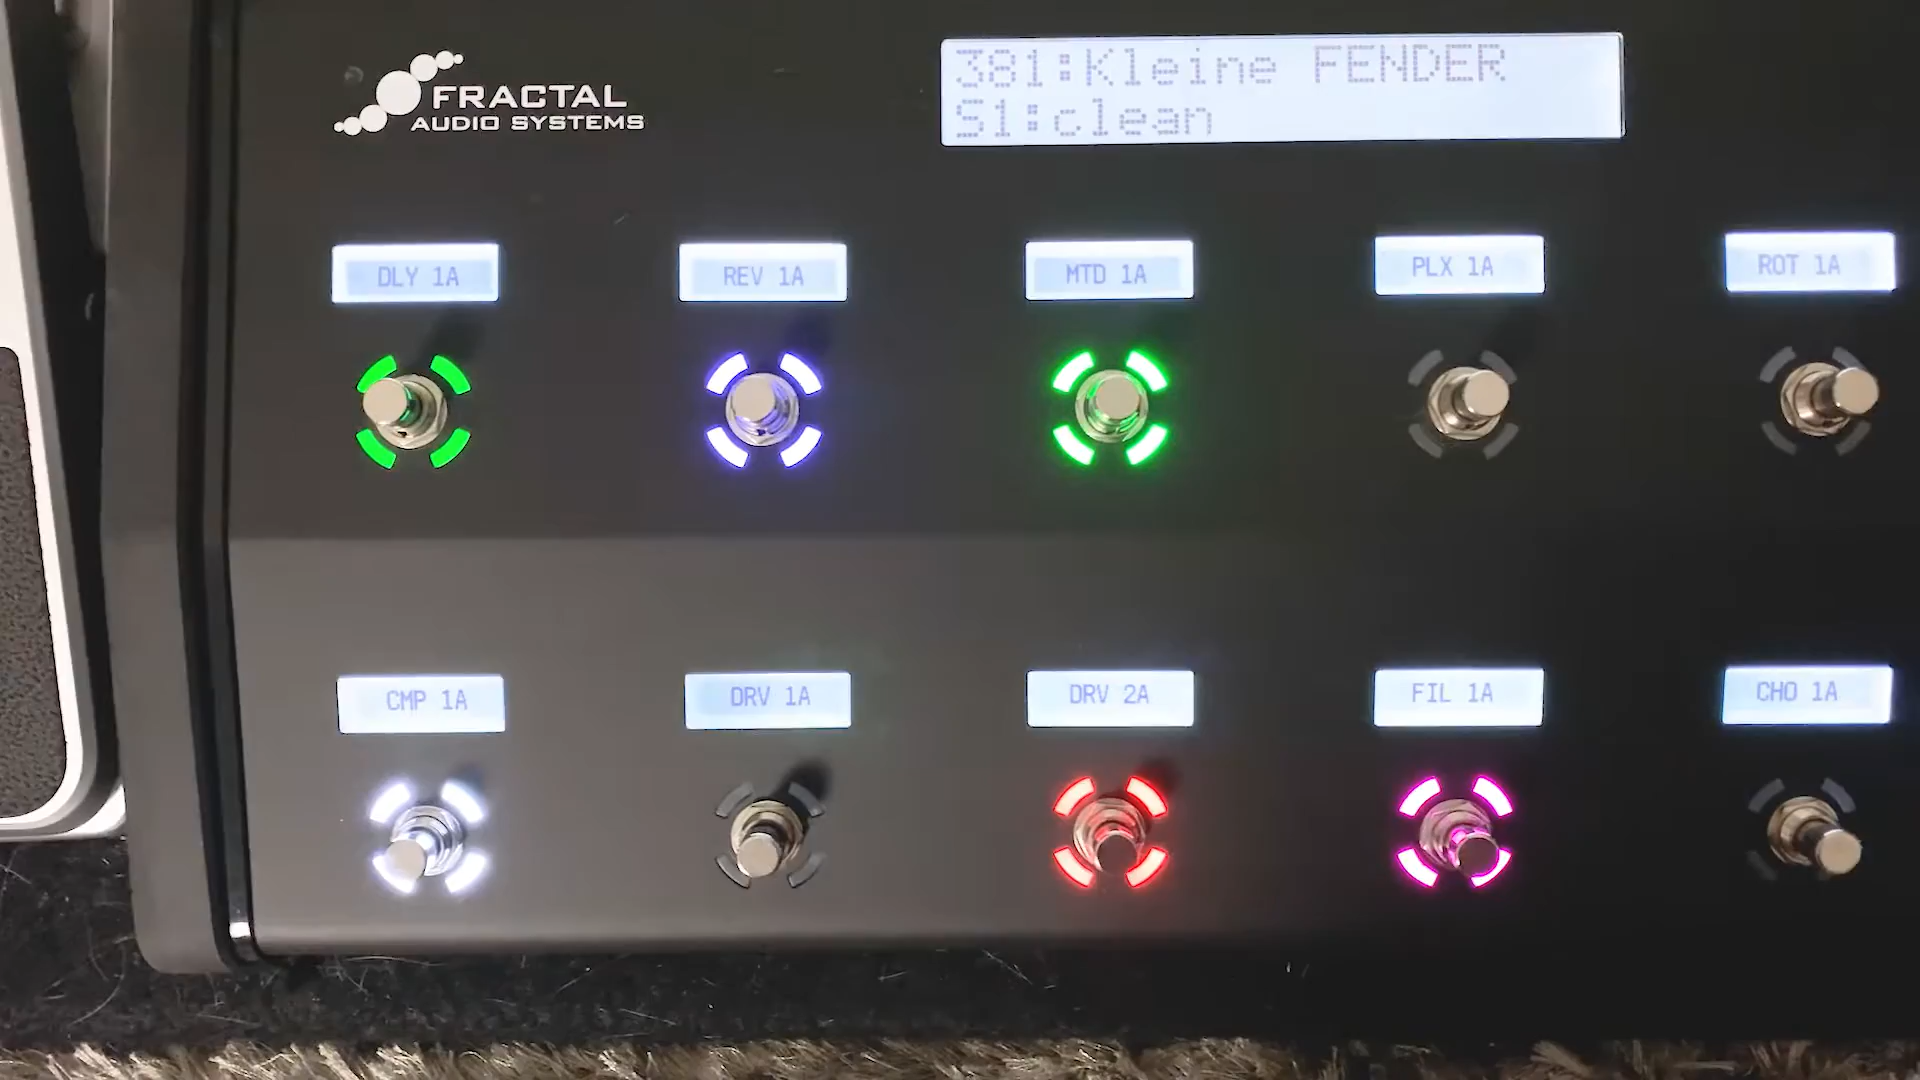 FRACTAL
AUDIO SYSTEMS
381:Kleine FENDER
S1:clean
DLY 1A
REV 1A
MTD 1A
PLX 1A
ROT 1A
CMP 1A
DRV 1A
DRV 2A
FIL 1A
CHO 1A